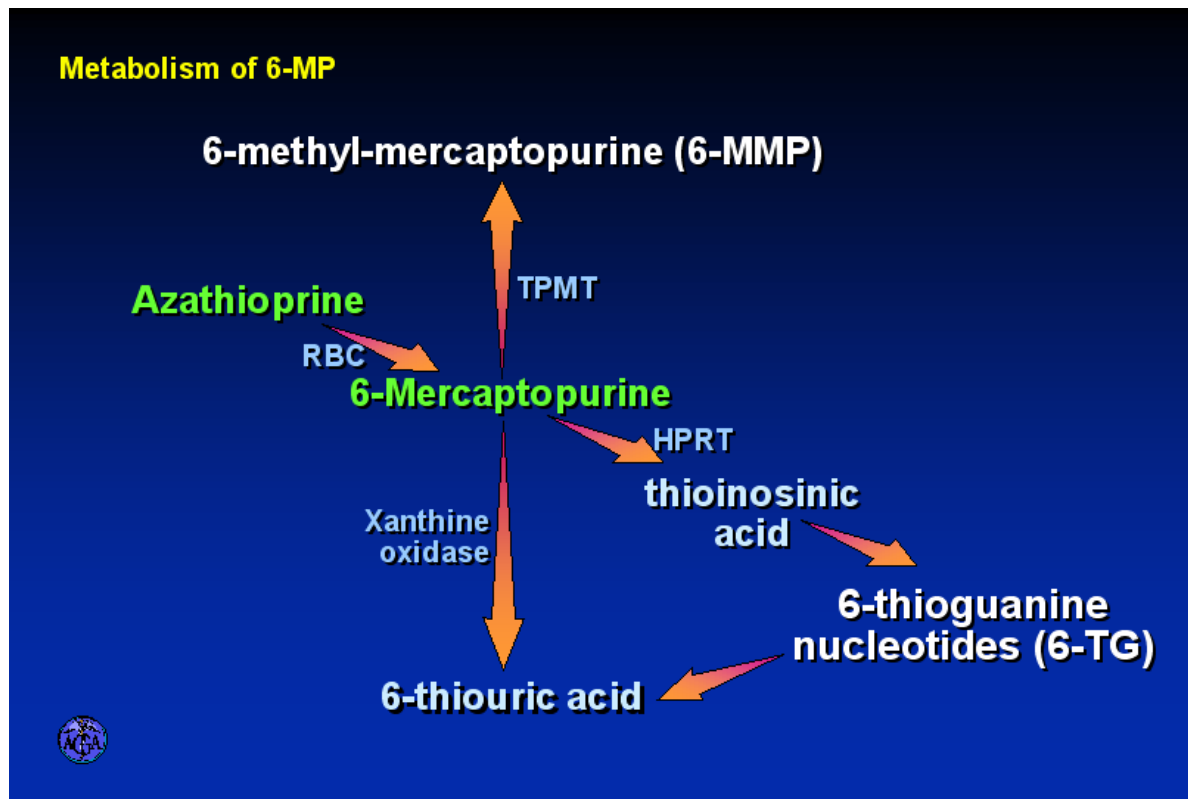 Metabolism of 6-MP
6-methyl-mercaptopurine (6-MMP)
TPMT
Azathioprine
RBC
6-Mercaptopurine
HPRT
thioinosinic
acid
Xanthine
oxidase
6-thioguanine
nucleotides (6-TG)
6-thiouric acid
AGA